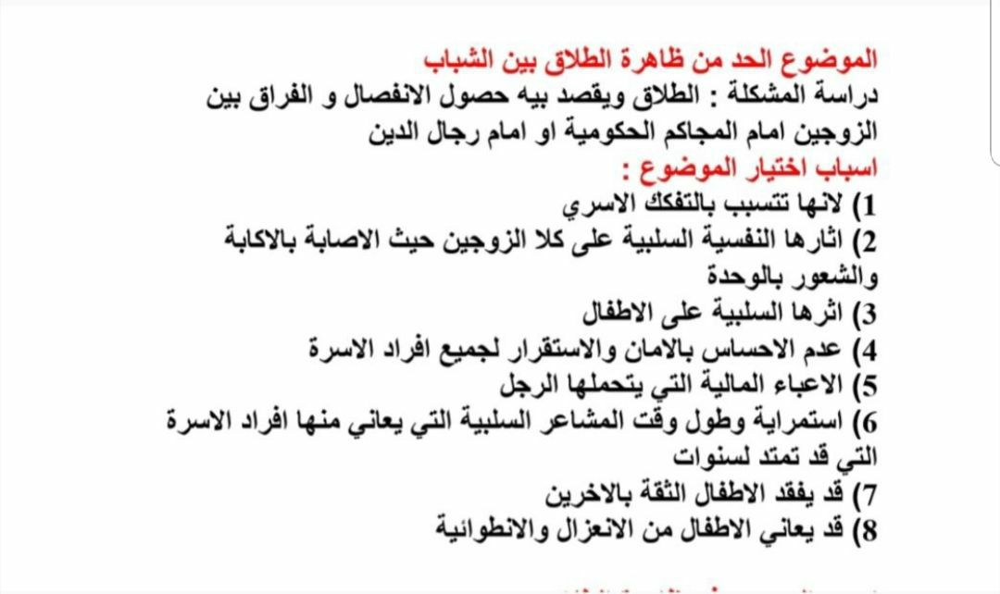 الموضوع الحد من ظاهرة الطلاق بين الشباب
دراسة المشكلة : الطلاق ويقصد بيه حصول الانفصال و الفراق بين
الزوجين امام المجاكم الحكومية او امام رجال الدين
اسباب اختيار الموضوع :
1) لانها تتسبب بالتفكك الاسري
2) اثارها النفسية السلبية على كلا الزوجين حيث الاصابة بالاكابة
والشعور بالوحدة
3) اثرها السلبية على الاطفال
4) عدم الاحساس بالامان والاستقرار لجميع افراد الاسرة
5) الاعباء المالية التي يتحملها الرجل
6) استمراية وطول وقت المشاعر السلبية التي يعاني منها افراد الاسرة
التي قد تمتد لسنوات
7) قد يفقد الاطفال الثقة بالاخرين
8) قد يعاني الاطفال من الانعزال والانطوائية